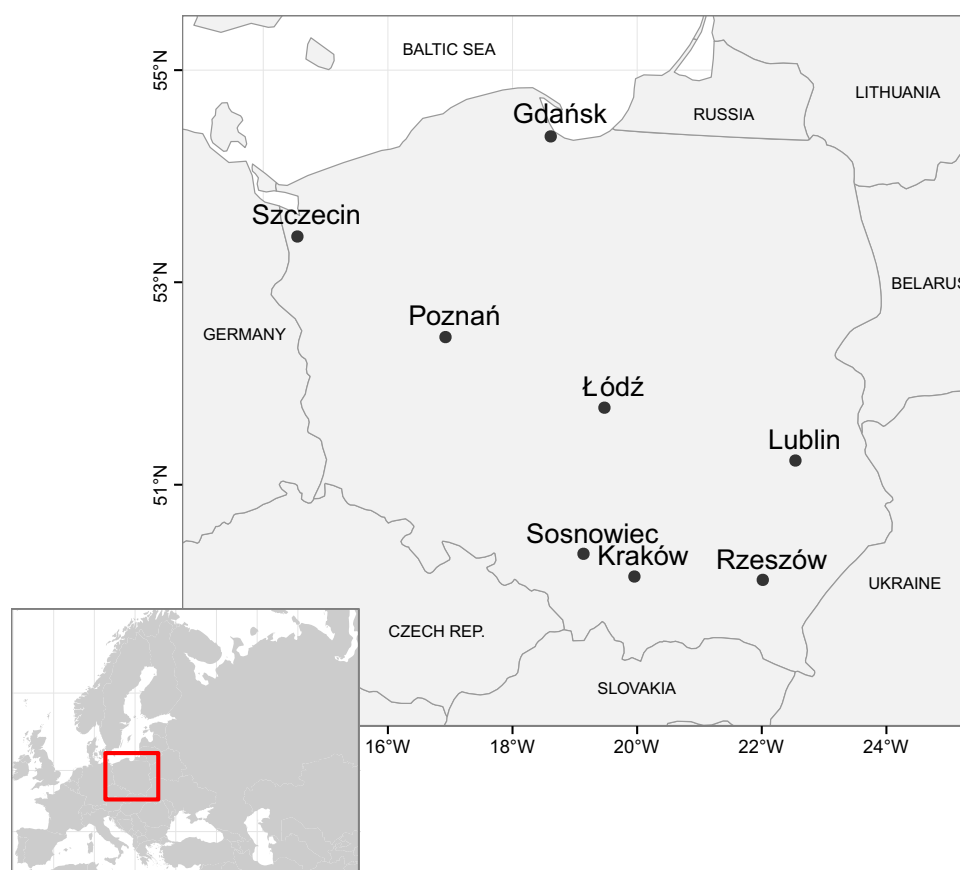 BALTIC SEA
55°N
LITHUANIA
Gdańsk
RUSSIA
Szczecin
53°N
BELARUS
Poznań
GERMANY
Łódź
Lublin
51°N
Sosnowiec
Kraków
Rzeszów
UKRAINE
CZECH REP.
SLOVAKIA
16°W
18°W
20°W
22°W
24°W